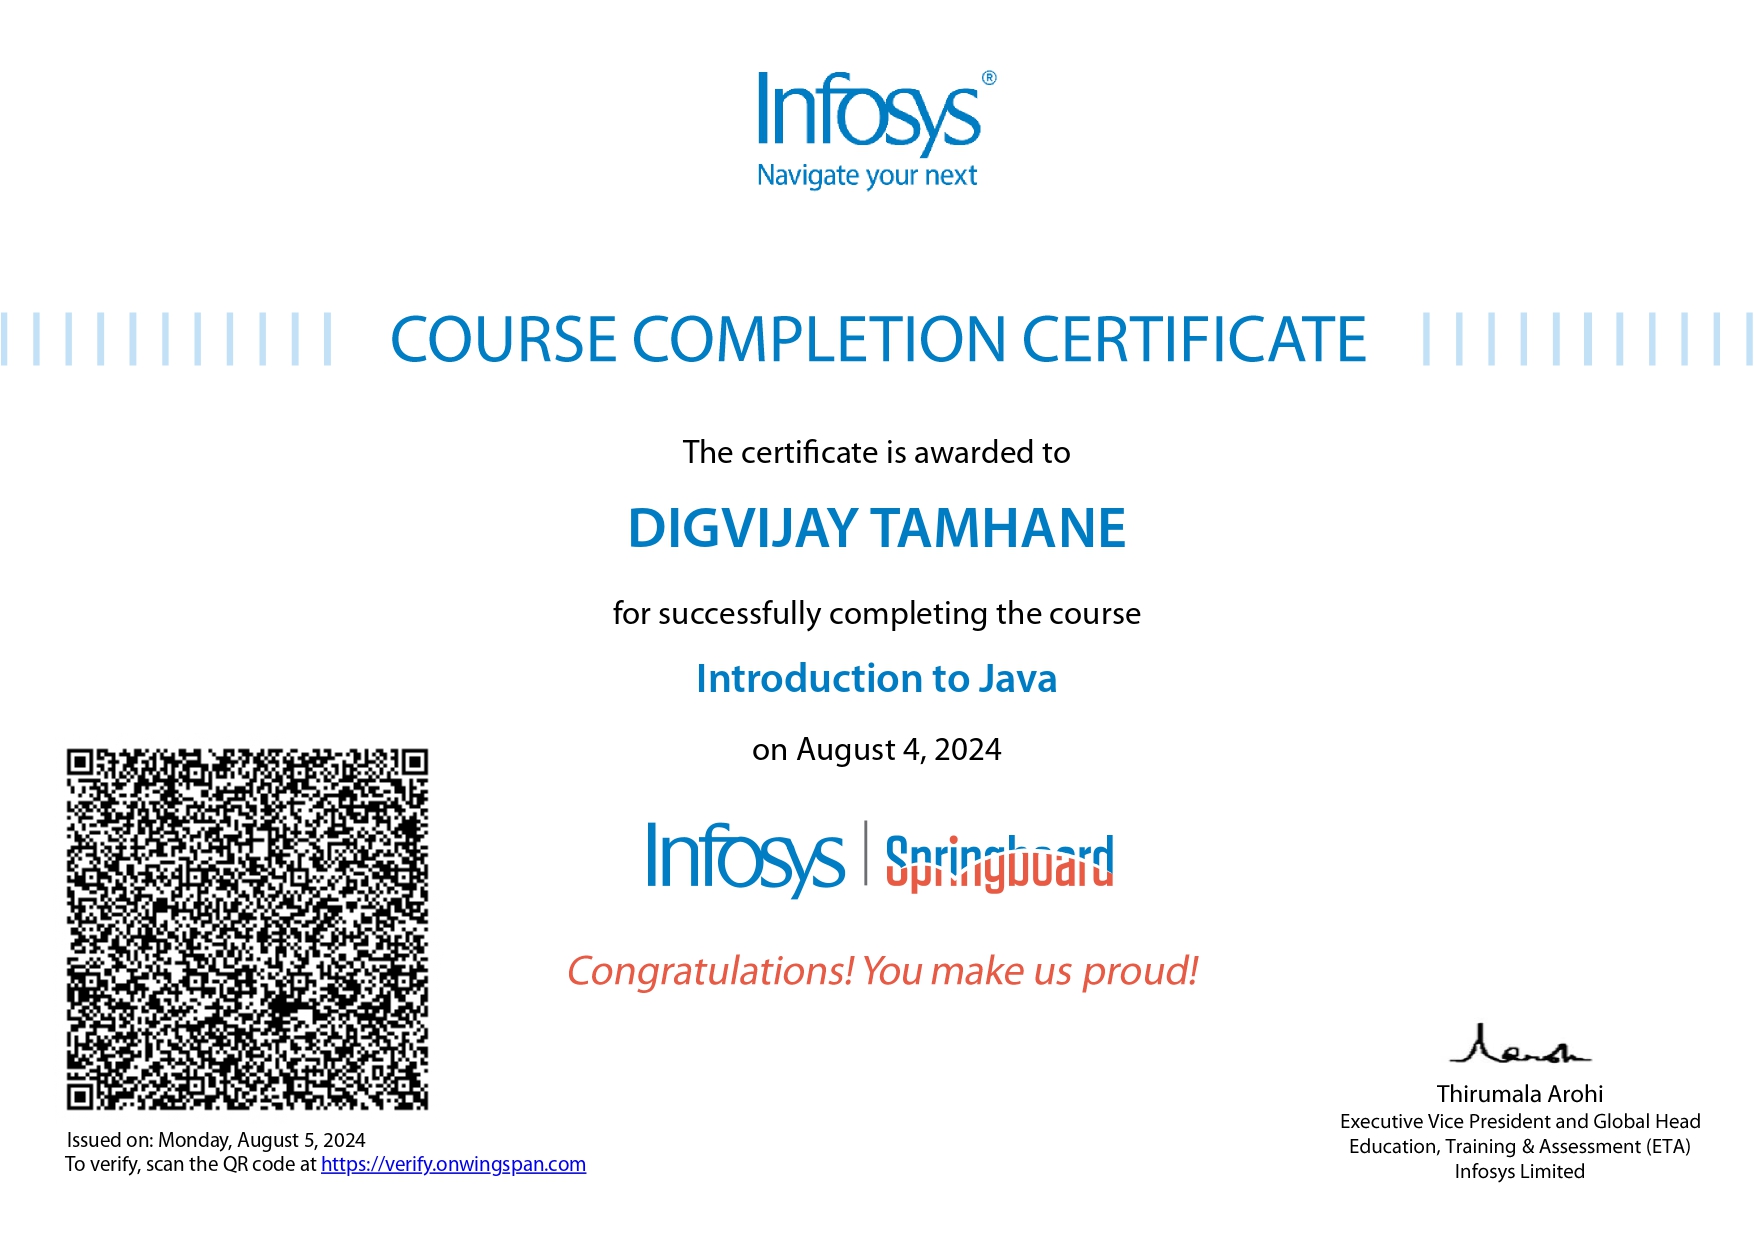 Infosys®
Navigate your next
COURSE COMPLETION CERTIFICATE
The certificate is awarded to
DIGVIJAY TAMHANE
for successfully completing the course
Introduction to Java
on August 4, 2024
Infosys | Springboard
Congratulations! You make us proud!
Issued on: Monday, August 5, 2024
To verify, scan the QR code at https://verify.onwingspan.com
Thirumala Arohi
Executive Vice President and Global Head
Education, Training & Assessment (ETA)
Infosys Limited